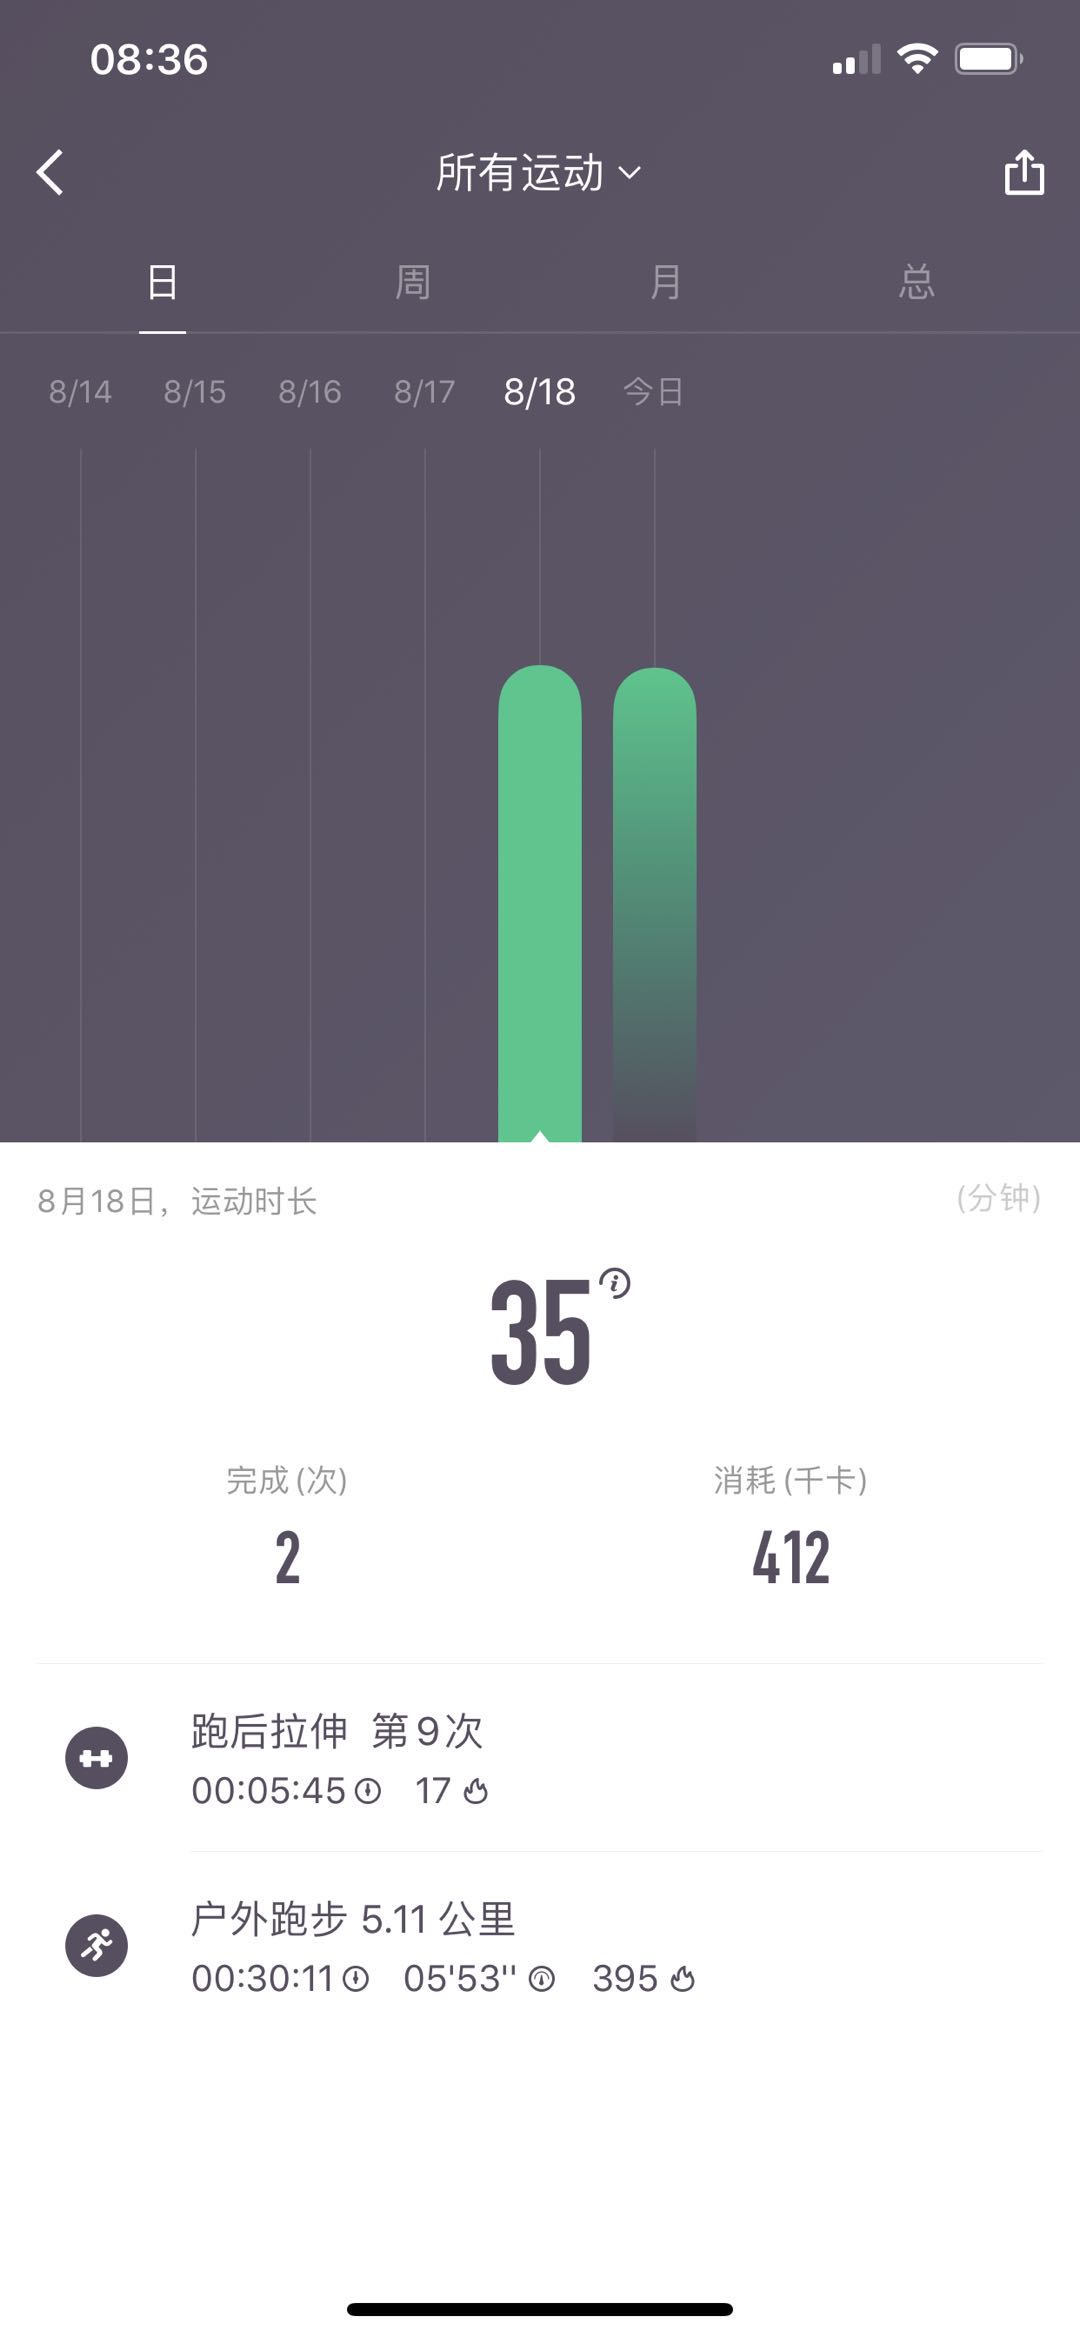 08:36
所有运动
日 周 月 总
8/14 8/15 8/16 8/17 8/18 今日
8月18日，运动时长 (分钟)
35
完成 (次) 消耗 (千卡)
2 412
跑后拉伸 第 9 次
00:05:45 17
户外跑步 5.11 公里
00:30:11 05'53'' 395